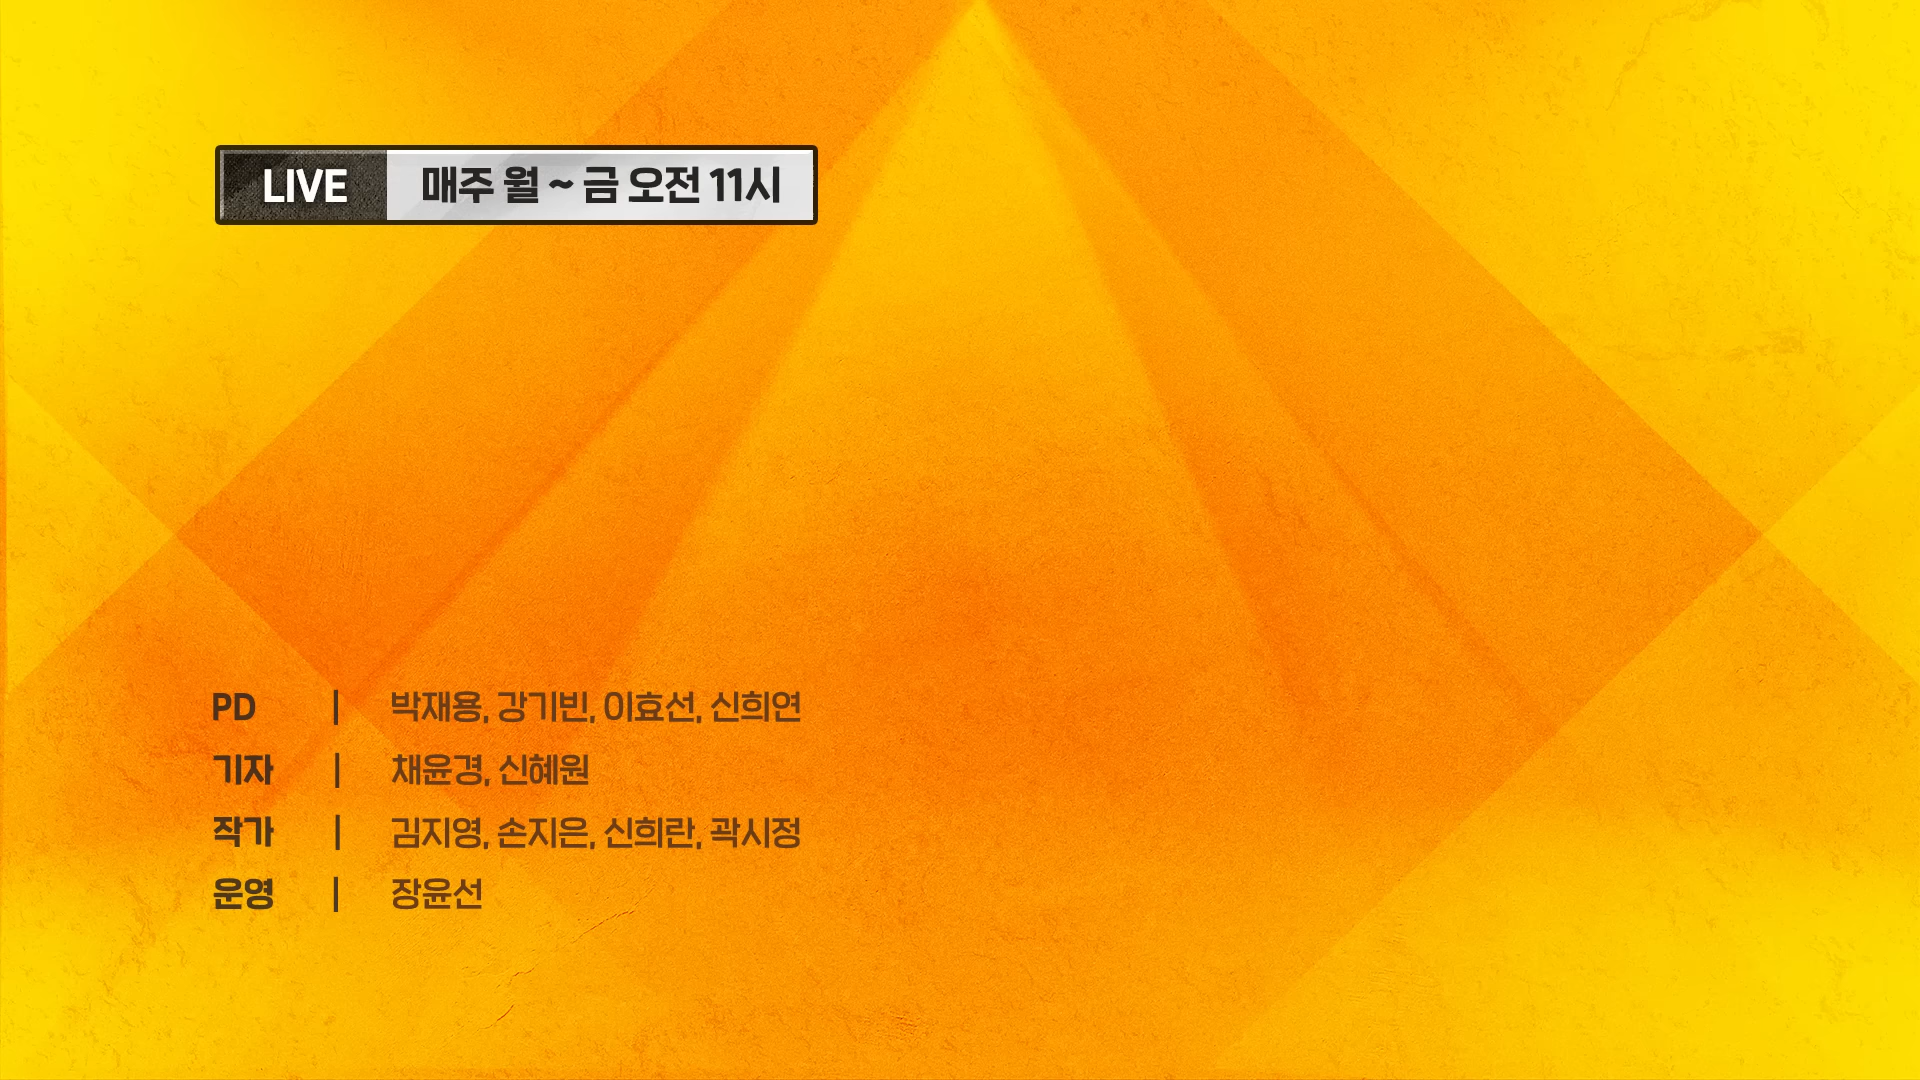 LIVE 매주 월 ~ 금 오전 11시
PD | 박재용, 강기빈, 이효선, 신희연
기자 | 채윤경, 신혜원
작가 | 김지영, 손지은, 신희란, 곽시정
운영 | 장윤선